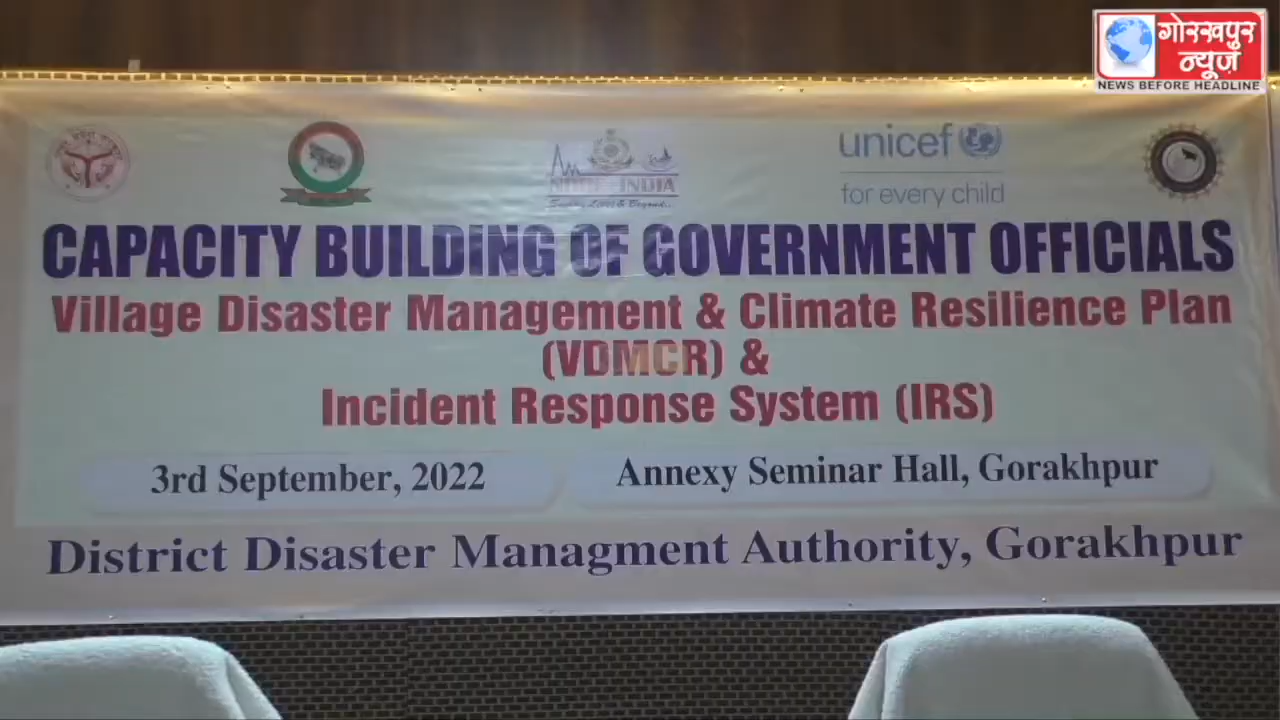 गोरखपुर
न्यूज़
NEWS BEFORE HEADLINE
unicef
for every child
INDIA
CAPACITY BUILDING OF GOVERNMENT OFFICIALS
Village Disaster Management & Climate Resilience Plan
(VDMCR) &
Incident Response System (IRS)
3rd September, 2022
Annexy Seminar Hall, Gorakhpur
District Disaster Managment Authority, Gorakhpur